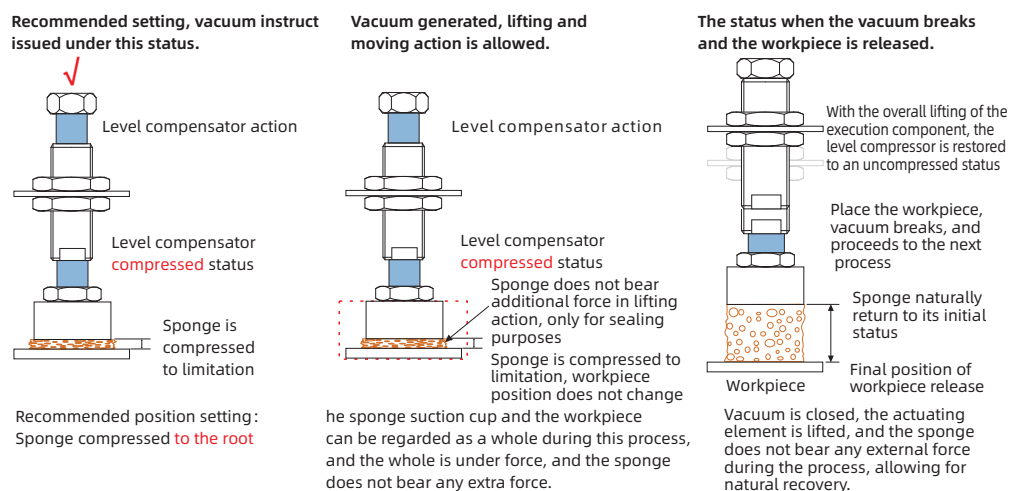 Recommended setting, vacuum instruct
issued under this status.
Level compensator action
Level compensator
compressed status
Sponge is
compressed
to limitation
Recommended position setting:
Sponge compressed to the root
Vacuum generated, lifting and
moving action is allowed.
Level compensator action
Level compensator
compressed status
Sponge does not bear
additional force in lifting
action, only for sealing
purposes
Sponge is compressed to
limitation, workpiece
position does not change
he sponge suction cup and the workpiece
can be regarded as a whole during this process,
and the whole is under force, and the sponge
does not bear any extra force.
The status when the vacuum breaks
and the workpiece is released.
With the overall lifting of the
execution component, the
level compressor is restored
to an uncompressed status
Place the workpiece,
vacuum breaks, and
proceeds to the next
process
Sponge naturally
return to its initial
status
Final position of
workpiece release
Workpiece
Vacuum is closed, the actuating
element is lifted, and the sponge
does not bear any external force
during the process, allowing for
natural recovery.